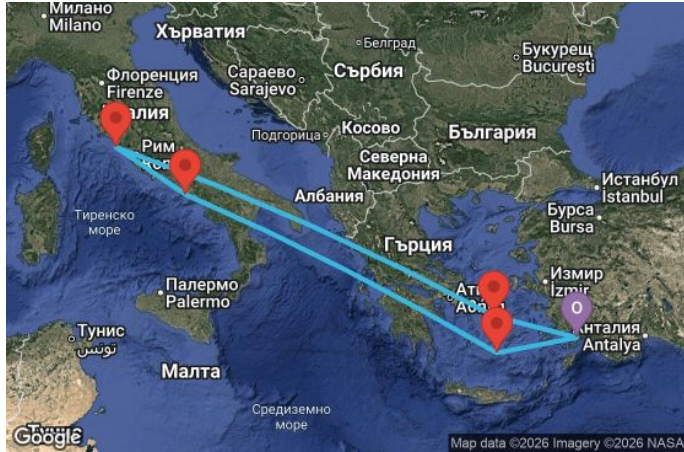 Милано
Milano
Хърватия
Белград
Букурещ
București
Флоренция
Firenze
Сараево
Sarajevo
Сърбия
Подгорица
Косово
България
Рим
Северна
Македония
Истанбул
İstanbul
Албания
Бурса
Bursa
Тиренско
море
Гърция
Измир
İzmir
Палермо
Palermo
Анталия
Antalya
Тунис
تونس
Малта
Средиземно
море
Google
Map data ©2026 Imagery ©2026 NASA